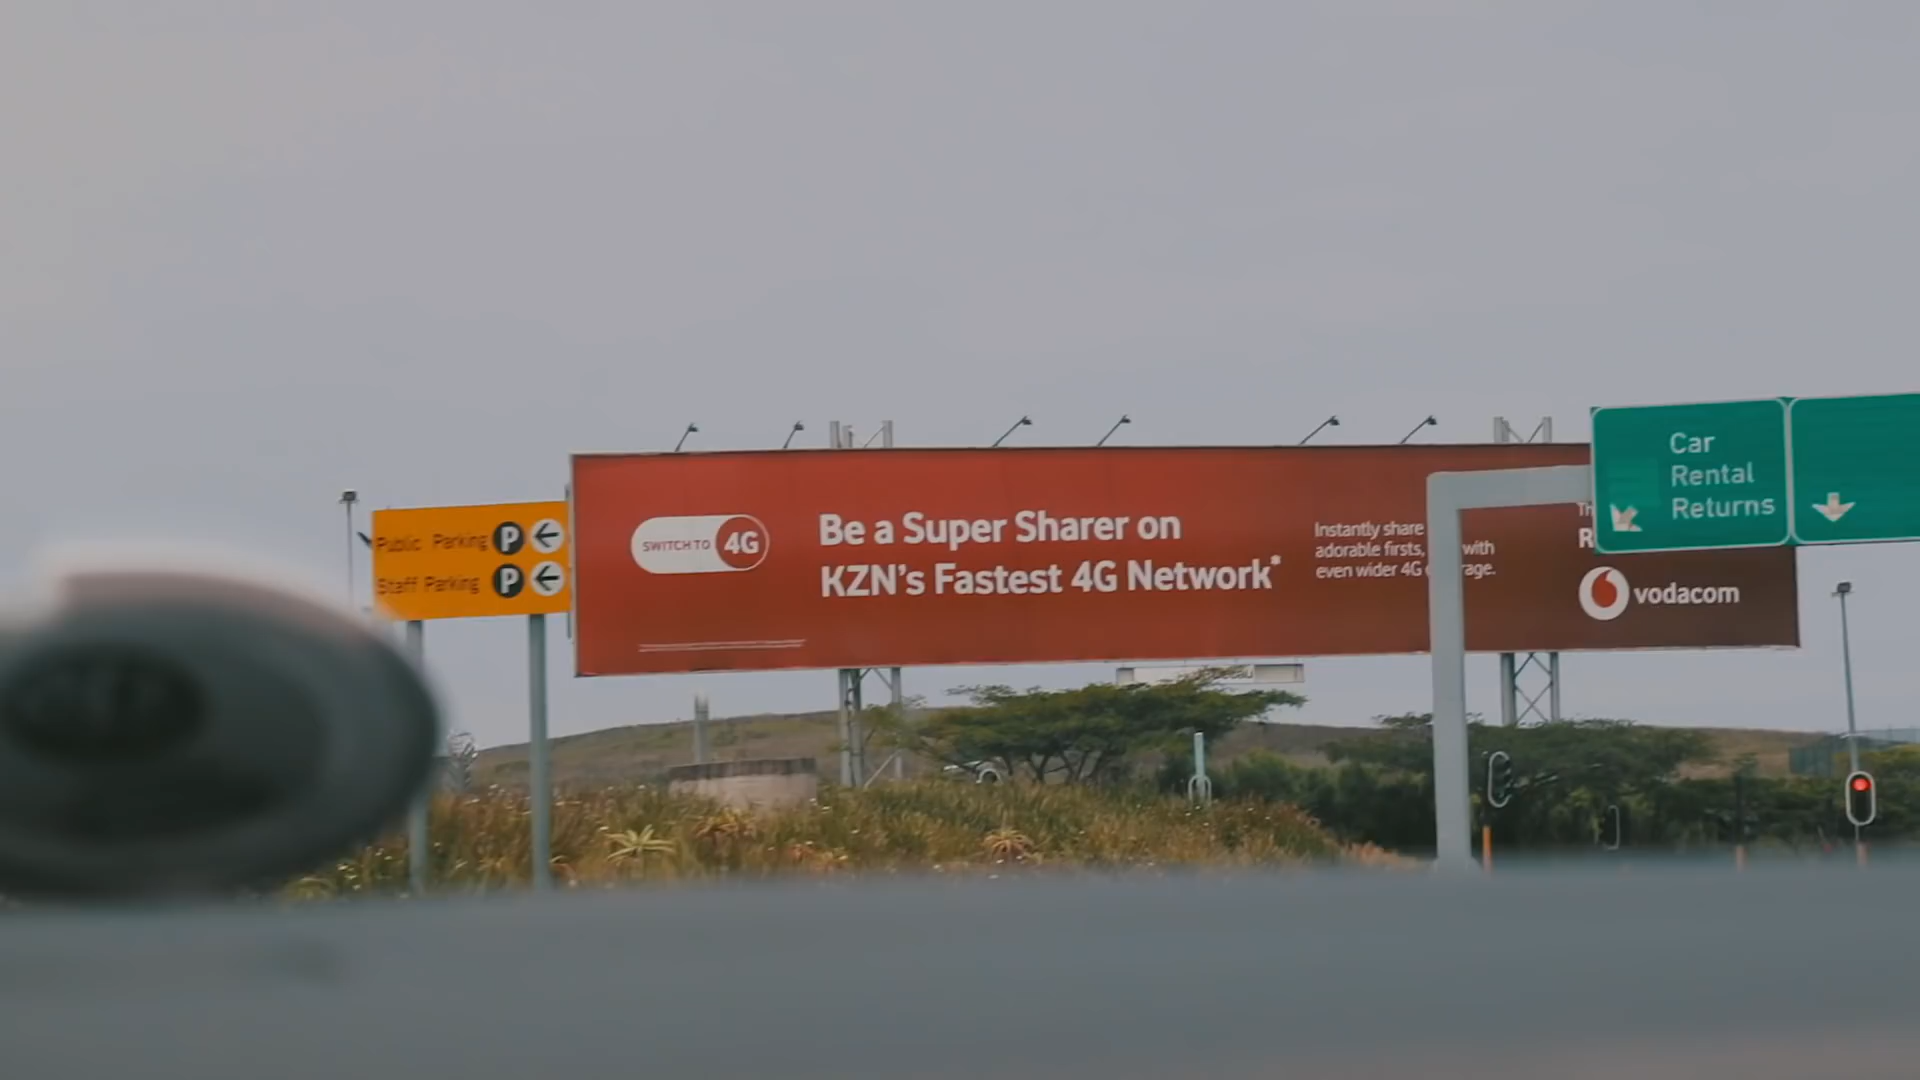 Public Parking P
Staff Parking P
SWITCH TO 4G
Be a Super Sharer on
KZN's Fastest 4G Network*
Instantly share
adorable firsts, with
even wider 4G rage.
Th
R
vodacom
Car
Rental
Returns